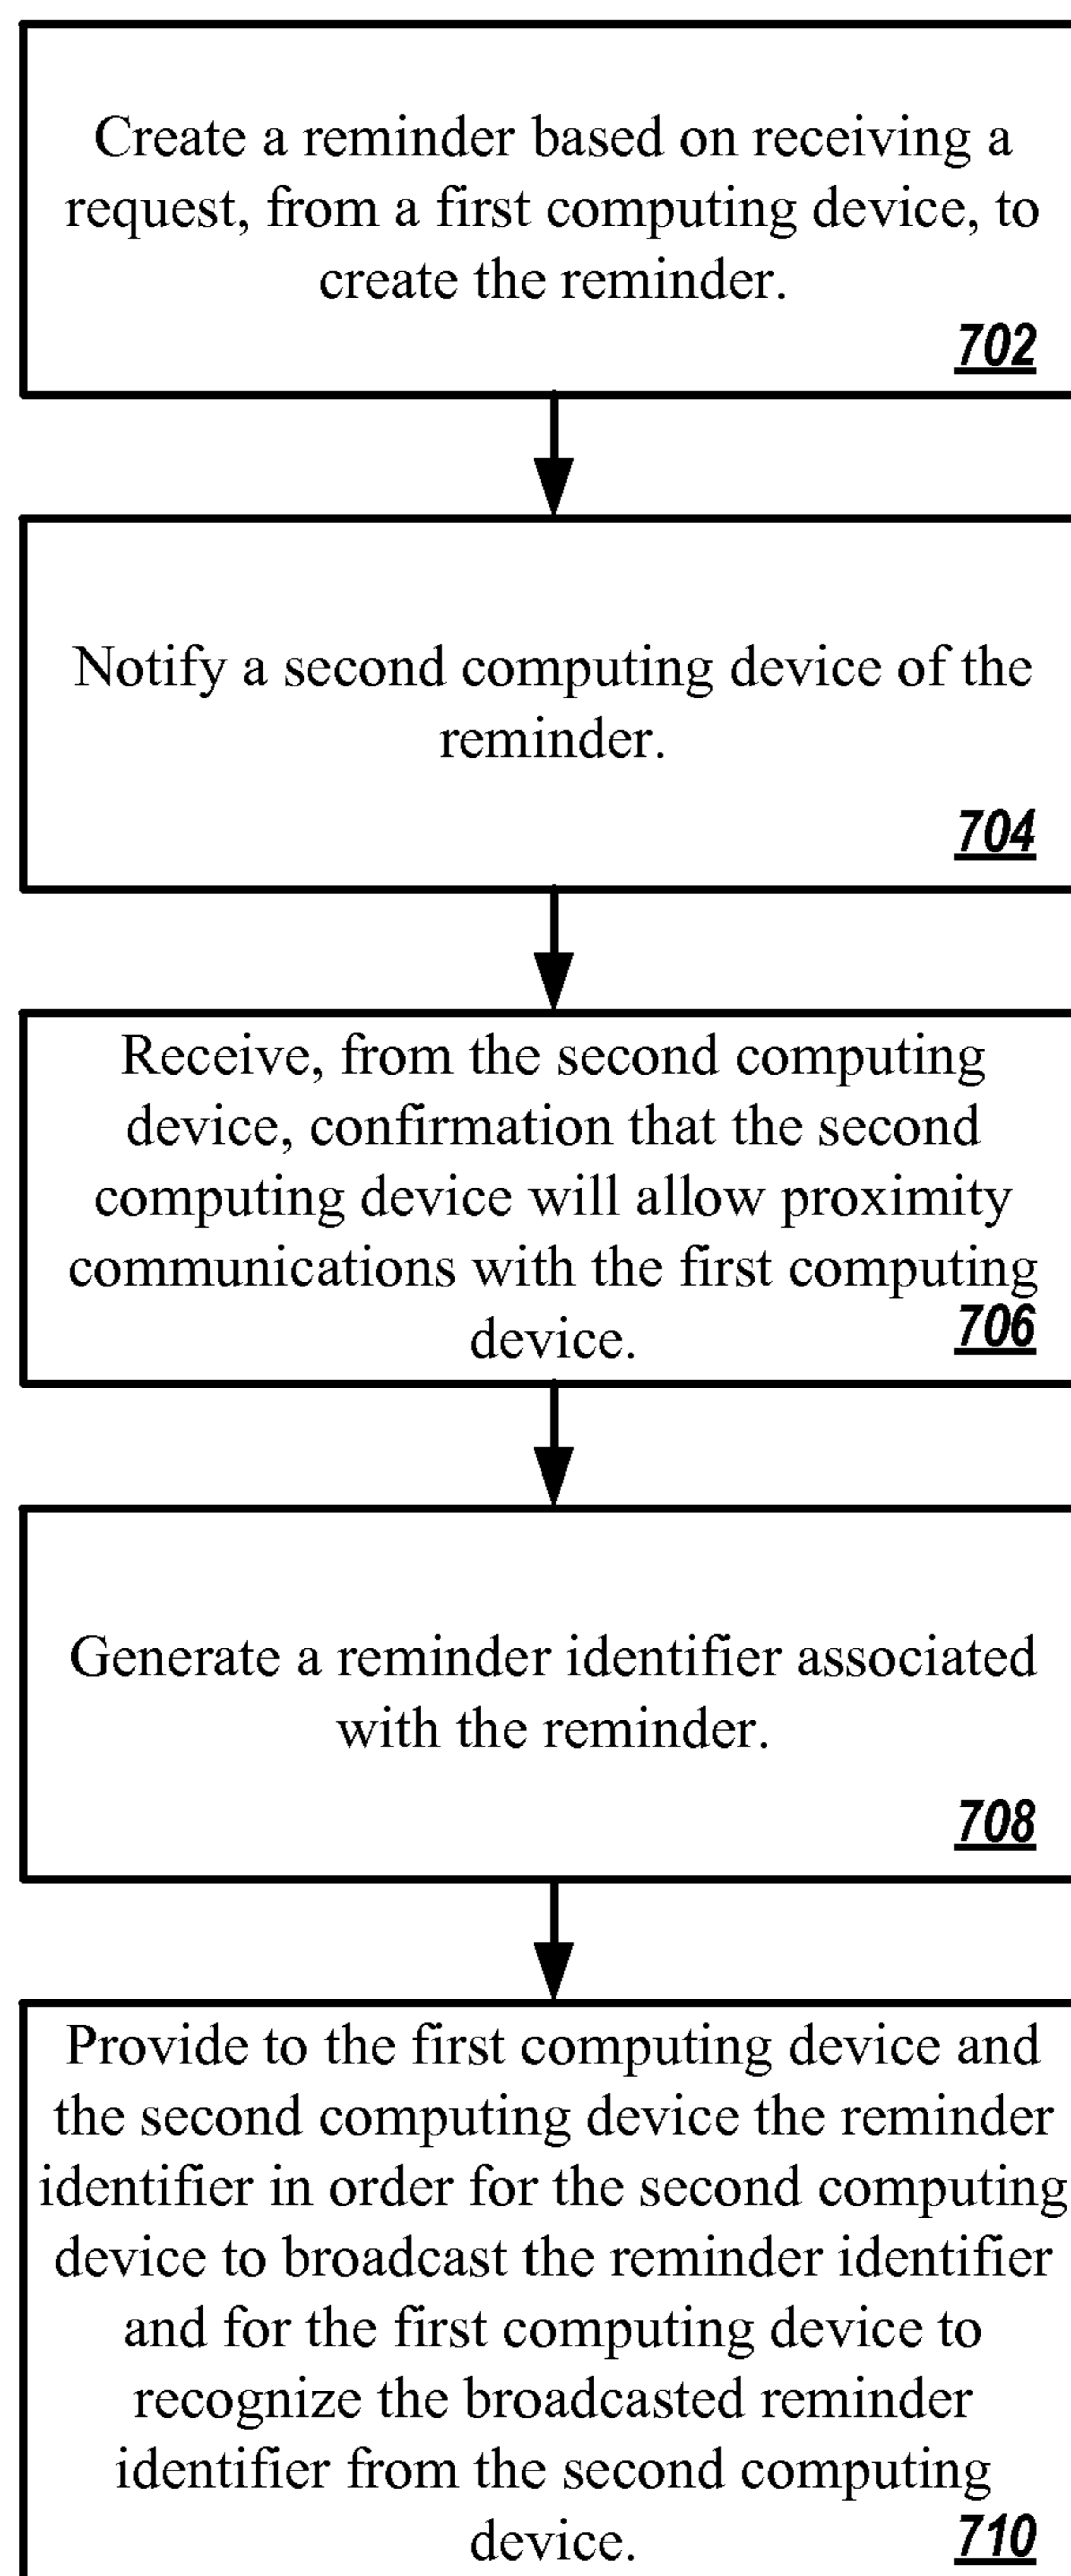 Create a reminder based on receiving a
request, from a first computing device, to
create the reminder.
702
Notify a second computing device of the
reminder.
704
Receive, from the second computing
device, confirmation that the second
computing device will allow proximity
communications with the first computing
device.
706
Generate a reminder identifier associated
with the reminder.
708
Provide to the first computing device and
the second computing device the reminder
identifier in order for the second computing
device to broadcast the reminder identifier
and for the first computing device to
recognize the broadcasted reminder
identifier from the second computing
device.
710